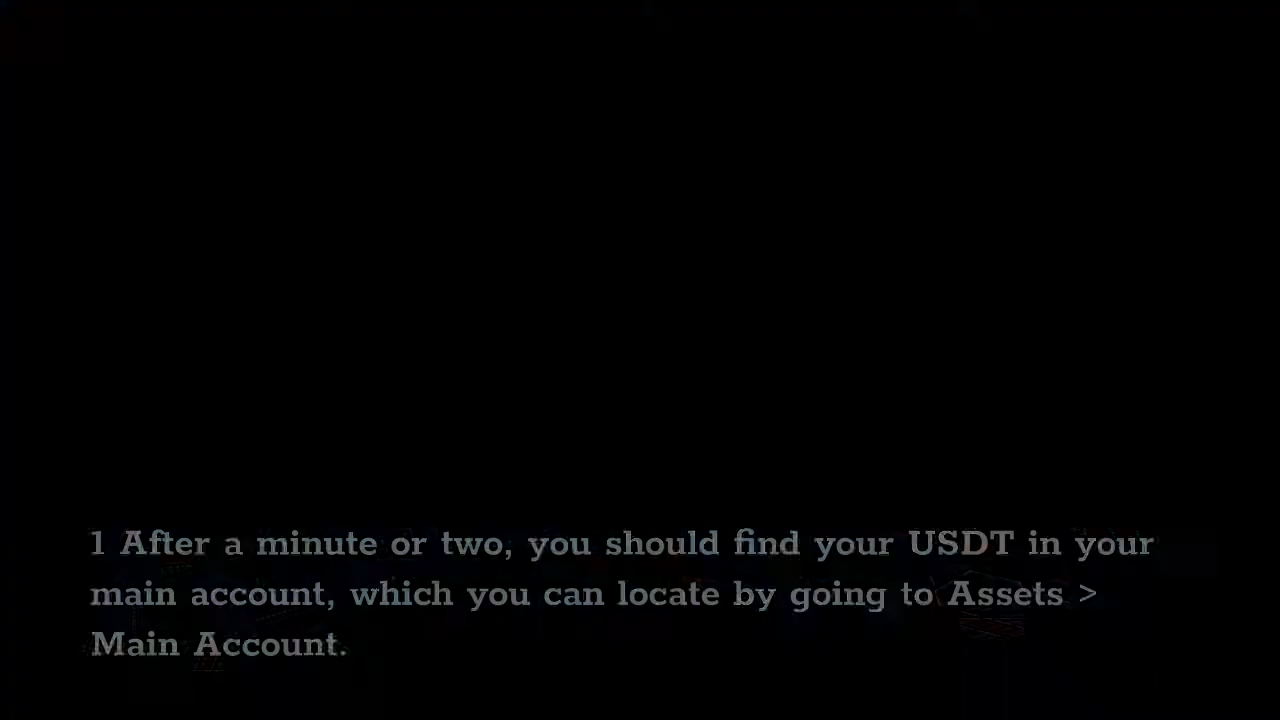 1 After a minute or two, you should find your USDT in your
main account, which you can locate by going to Assets >
Main Account.